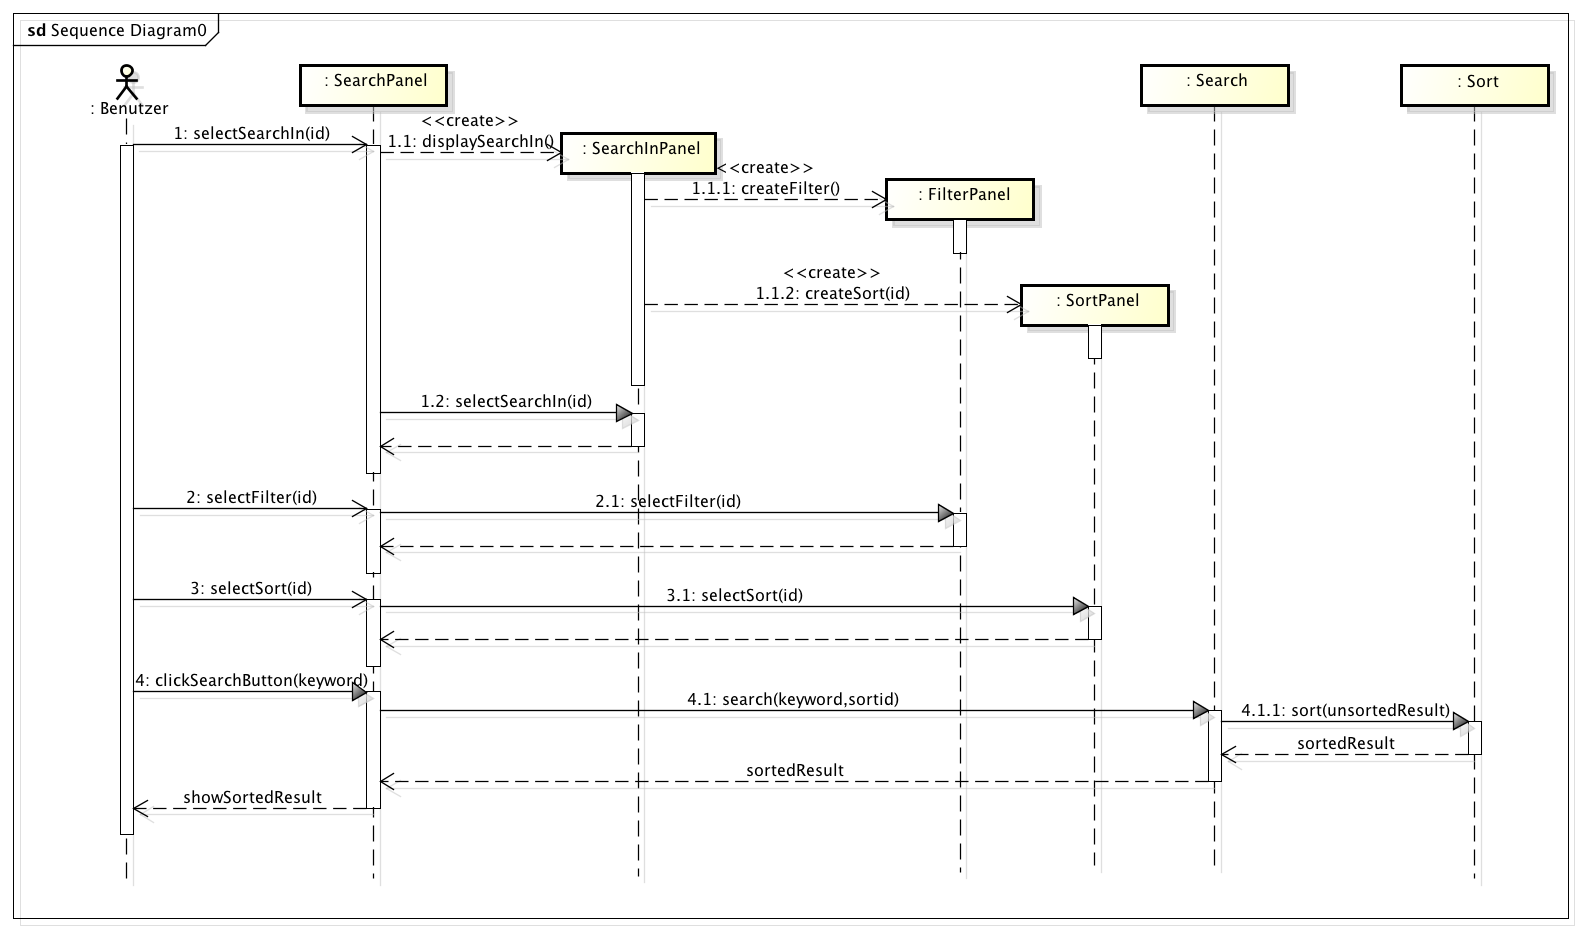 sd Sequence Diagram0
: Benutzer
: SearchPanel
: Search
: Sort
1: selectSearchIn(id)
<<create>>
1.1: displaySearchIn()
: SearchInPanel
<<create>>
1.1.1: createFilter()
: FilterPanel
<<create>>
1.1.2: createSort(id)
: SortPanel
1.2: selectSearchIn(id)
2: selectFilter(id)
2.1: selectFilter(id)
3: selectSort(id)
3.1: selectSort(id)
4: clickSearchButton(keyword)
4.1: search(keyword,sortid)
4.1.1: sort(unsortedResult)
sortedResult
sortedResult
showSortedResult